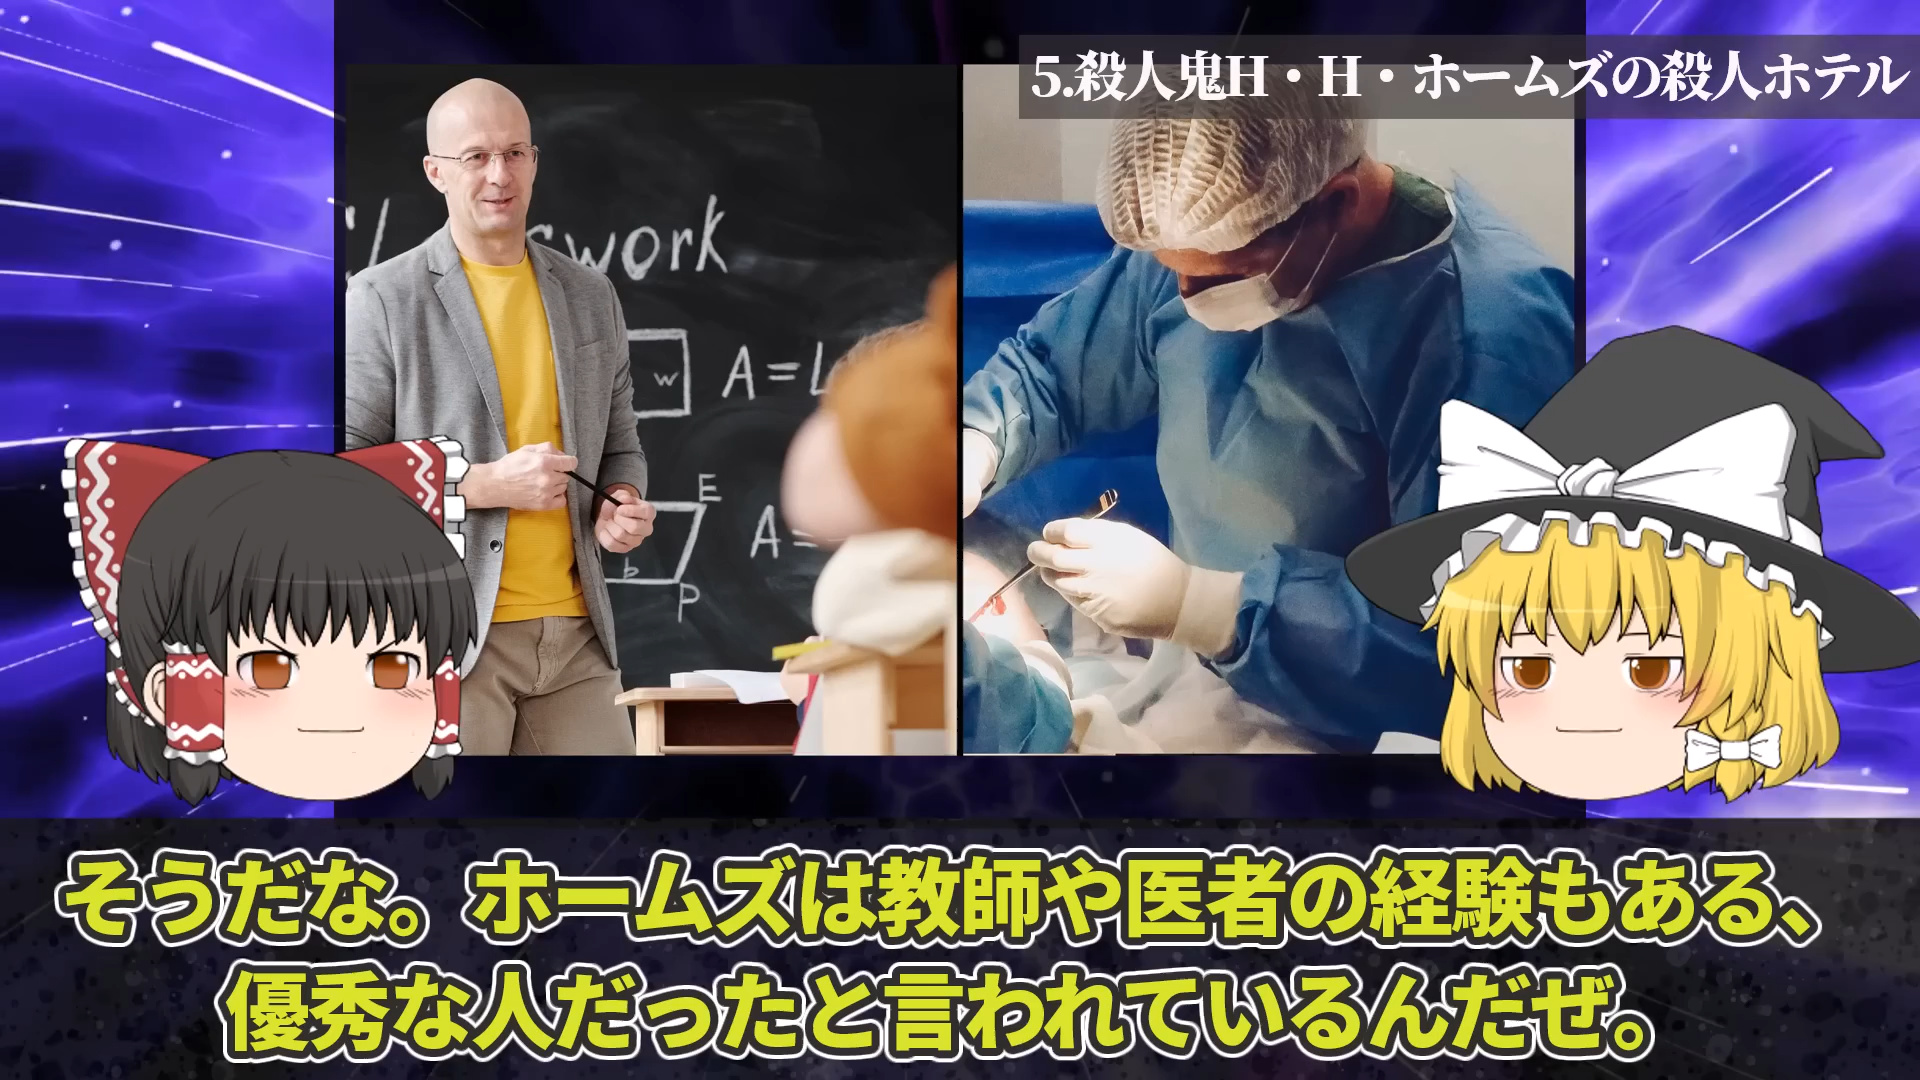 5.殺人鬼H・H・ホームズの殺人ホテル
work
w
A=L
E
A=
b
P
そうだな。ホームズは教師や医者の経験もある、
優秀な人だったと言われているんだぜ。